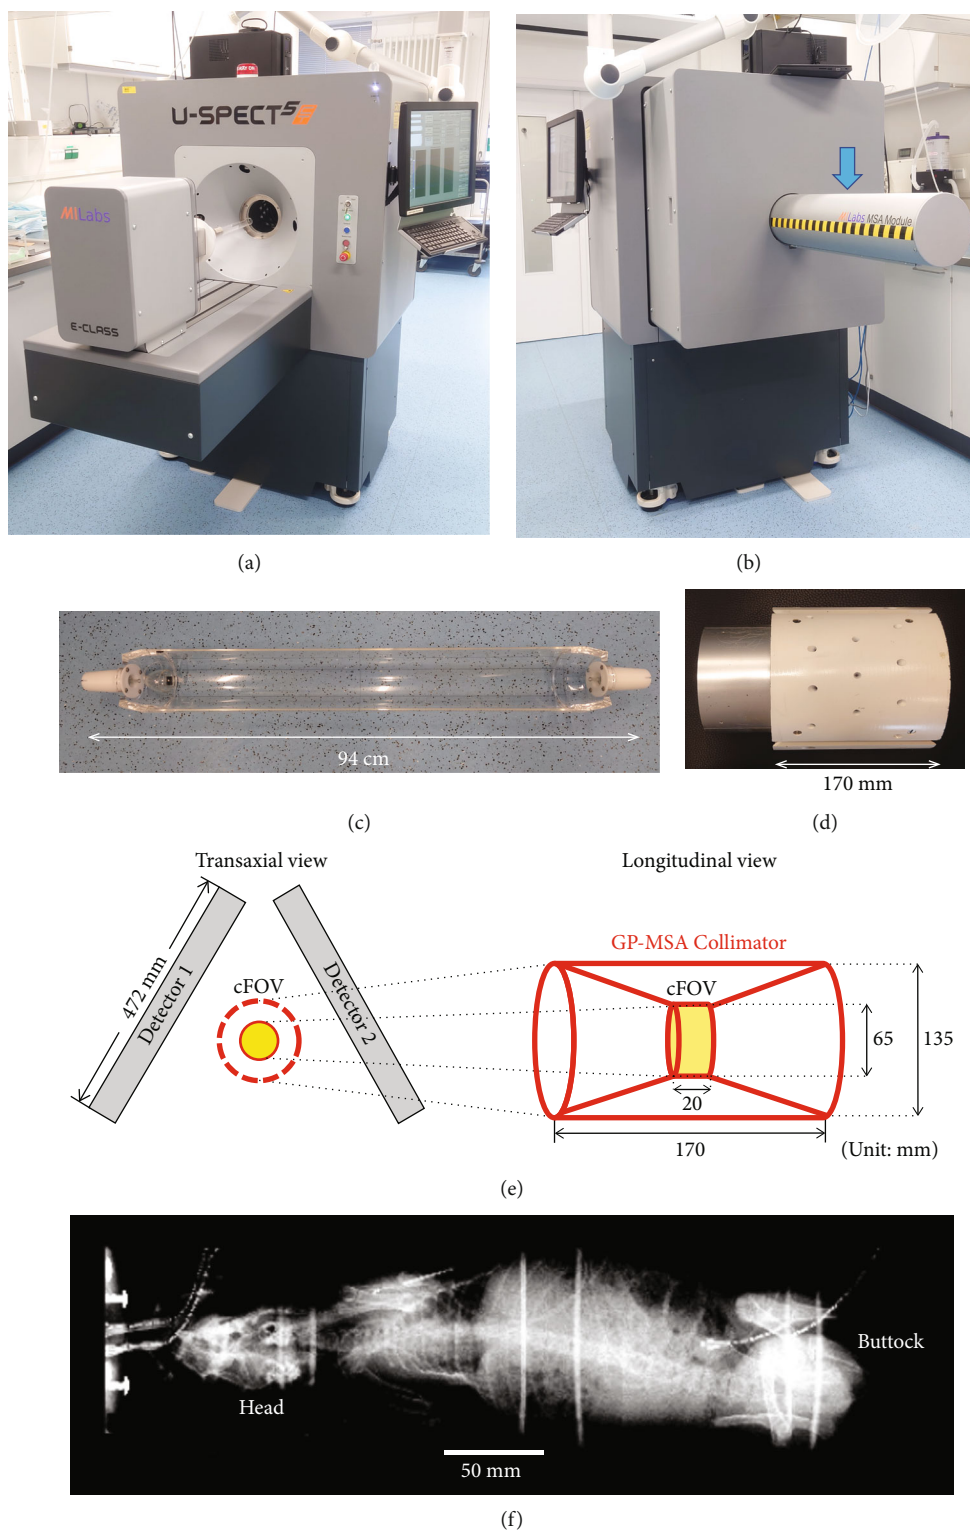 U-SPECT5
MILabs
E-CLASS
MILabs MSA Module
(a)
(b)
94 cm
170 mm
(c)
(d)
Transaxial view
Longitudinal view
472 mm
Detector 1
cFOV
Detector 2
GP-MSA Collimator
cFOV
65
135
20
170
(Unit: mm)
(e)
Head
Buttock
50 mm
(f)